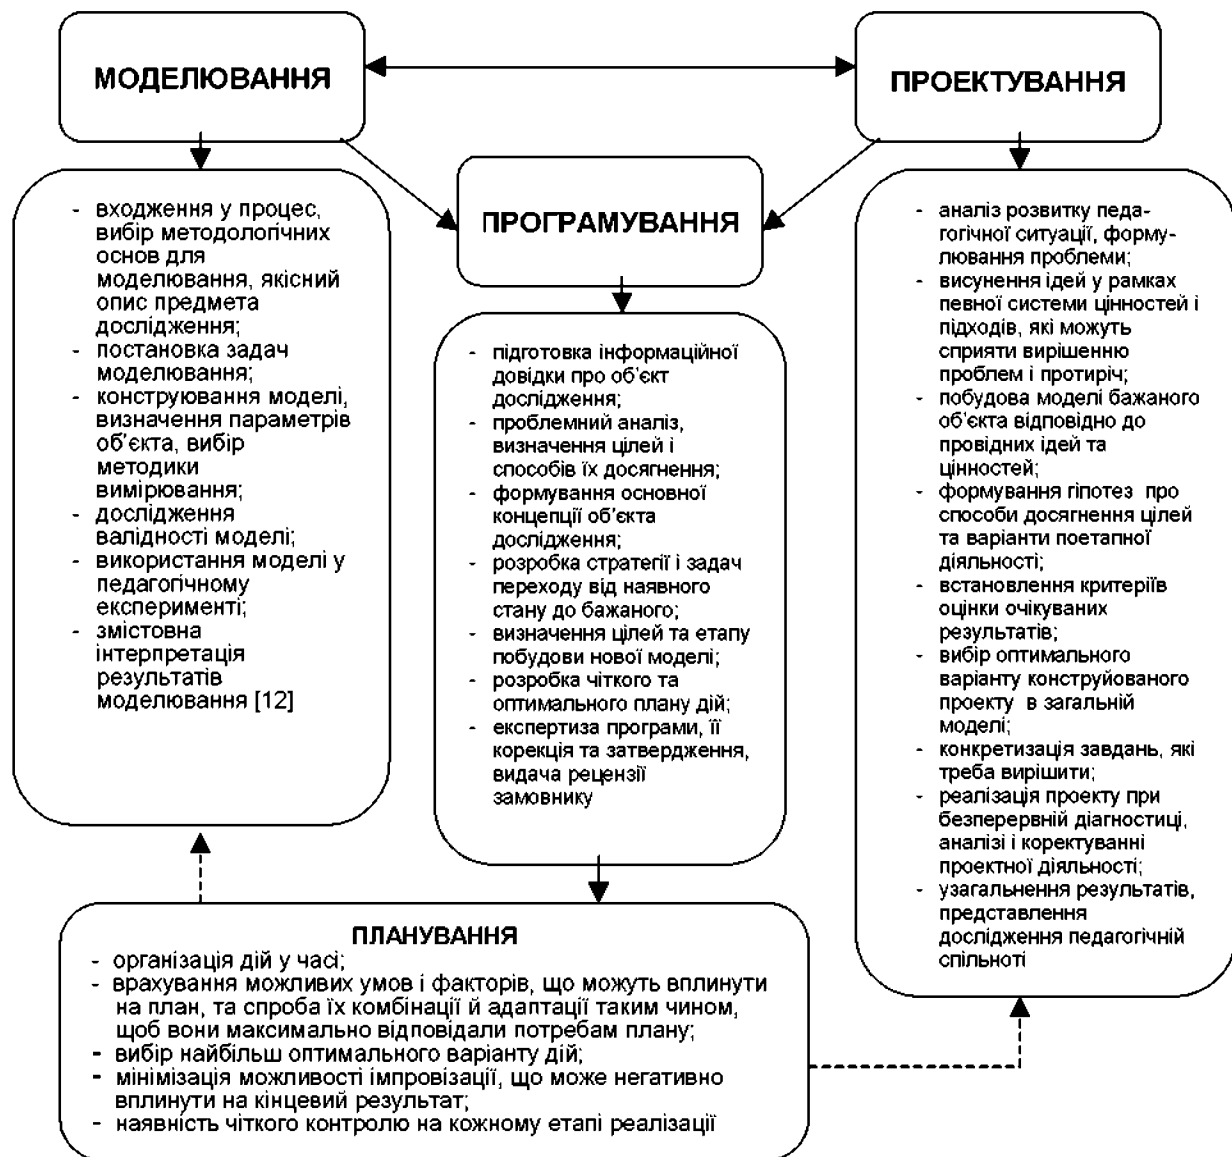 МОДЕЛЮВАННЯ
ПРОЕКТУВАННЯ
ПРОГРАМУВАННЯ
- входження у процес,
вибір методологічних
основ для
моделювання, якісний
опис предмета
дослідження;
- постановка задач
моделювання;
- конструювання моделі,
визначення параметрів
об’єкта, вибір
методики
вимірювання;
- дослідження
валідності моделі;
- використання моделі у
педагогічному
експерименті;
- змістовна
інтерпретація
результатів
моделювання [12]
- підготовка інформаційної
довідки про об’єкт
дослідження;
- проблемний аналіз,
визначення цілей і
способів їх досягнення;
- формування основної
концепції об’єкта
дослідження;
- розробка стратегії і задач
переходу від наявного
стану до бажаного;
- визначення цілей та етапу
побудови нової моделі;
- розробка чіткого та
оптимального плану дій;
- експертиза програми, її
корекція та затвердження,
видача рецензії
замовнику
- аналіз розвитку педа-
гогічної ситуації, форму-
лювання проблеми;
- висунення ідей у рамках
певної системи цінностей і
підходів, які можуть
сприяти вирішенню
проблем і протиріч;
- побудова моделі бажаного
об’єкта відповідно до
провідних ідей та
цінностей;
- формування гіпотез про
способи досягнення цілей
та варіанти поетапної
діяльності;
- встановлення критеріїв
оцінки очікуваних
результатів;
- вибір оптимального
варіанту конструйованого
проекту в загальній
моделі;
- конкретизація завдань, які
треба вирішити;
- реалізація проекту при
безперервній діагностиці,
аналізі і коректуванні
проектної діяльності;
- узагальнення результатів,
представлення
дослідження педагогічній
спільноті
ПЛАНУВАННЯ
- організація дій у часі;
- врахування можливих умов і факторів, що можуть вплинути
на план, та спроба їх комбінації й адаптації таким чином,
щоб вони максимально відповідали потребам плану;
- вибір найбільш оптимального варіанту дій;
- мінімізація можливості імпровізації, що може негативно
вплинути на кінцевий результат;
- наявність чіткого контролю на кожному етапі реалізації